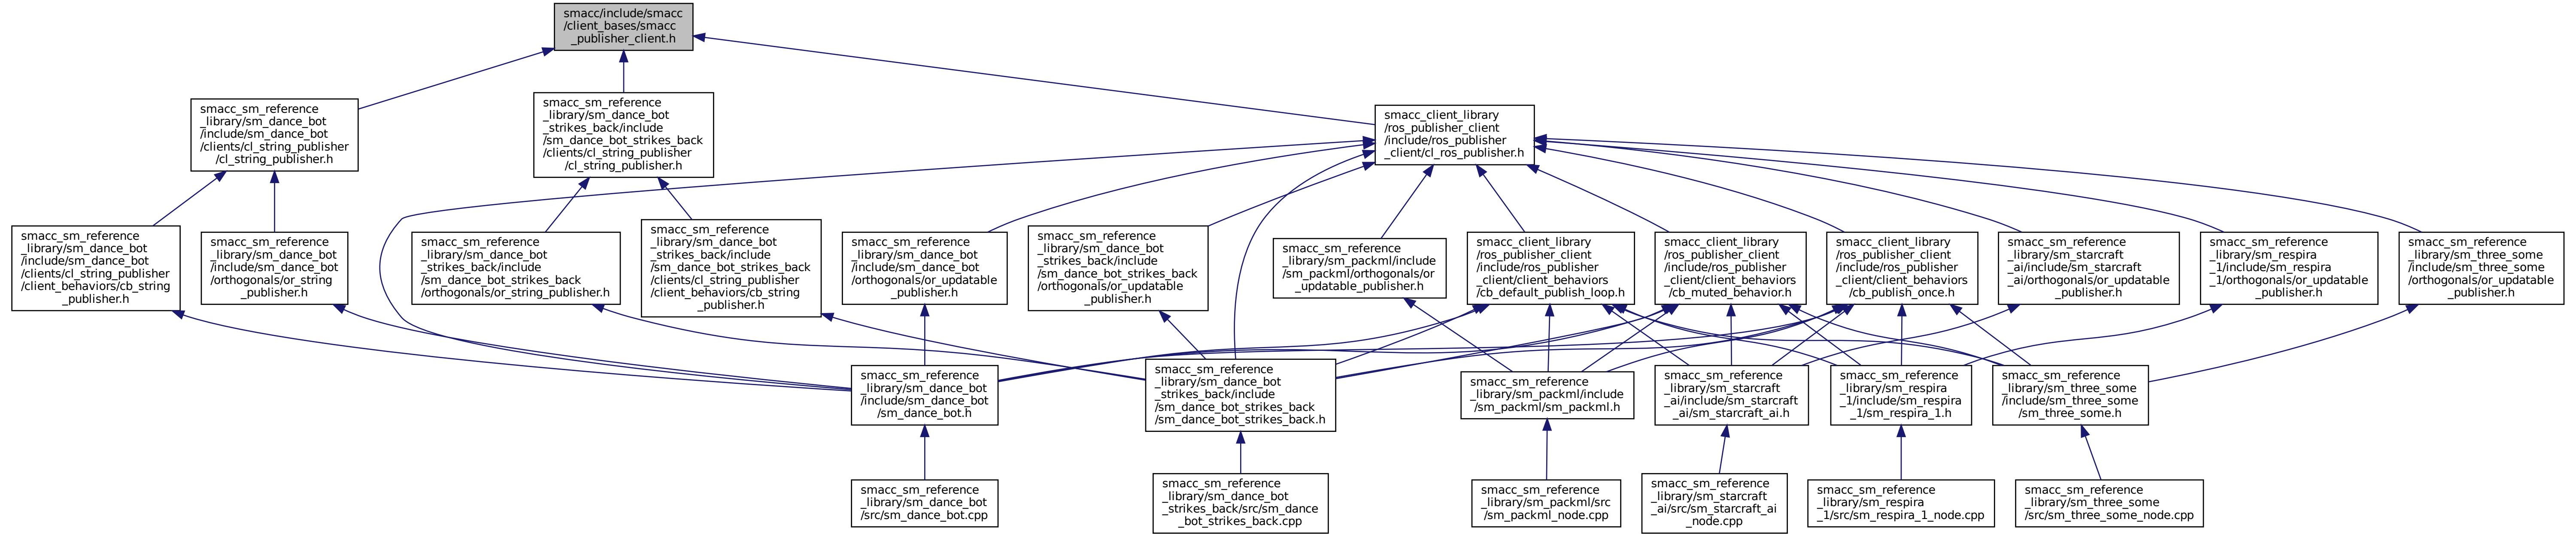 smacc/include/smacc
/client_bases/smacc
_publisher_client.h
smacc_sm_reference
_library/sm_dance_bot
/include/sm_dance_bot
/clients/cl_string_publisher
/cl_string_publisher.h
smacc_sm_reference
_library/sm_dance_bot
_strikes_back/include
/sm_dance_bot_strikes_back
/clients/cl_string_publisher
/cl_string_publisher.h
smacc_client_library
/ros_publisher_client
/include/ros_publisher
_client/cl_ros_publisher.h
smacc_sm_reference
_library/sm_dance_bot
/include/sm_dance_bot
/clients/cl_string_publisher
/client_behaviors/cb_string
_publisher.h
smacc_sm_reference
_library/sm_dance_bot
/include/sm_dance_bot
/orthogonals/or_string
_publisher.h
smacc_sm_reference
_library/sm_dance_bot
_strikes_back/include
/sm_dance_bot_strikes_back
/orthogonals/or_string_publisher.h
smacc_sm_reference
_library/sm_dance_bot
_strikes_back/include
/sm_dance_bot_strikes_back
/clients/cl_string_publisher
/client_behaviors/cb_string
_publisher.h
smacc_sm_reference
_library/sm_dance_bot
/include/sm_dance_bot
/orthogonals/or_updatable
_publisher.h
smacc_sm_reference
_library/sm_dance_bot
_strikes_back/include
/sm_dance_bot_strikes_back
/orthogonals/or_updatable
_publisher.h
smacc_sm_reference
_library/sm_packml/include
/sm_packml/orthogonals/or
_updatable_publisher.h
smacc_client_library
/ros_publisher_client
/include/ros_publisher
_client/client_behaviors
/cb_default_publish_loop.h
smacc_client_library
/ros_publisher_client
/include/ros_publisher
_client/client_behaviors
/cb_muted_behavior.h
smacc_client_library
/ros_publisher_client
/include/ros_publisher
_client/client_behaviors
/cb_publish_once.h
smacc_sm_reference
_library/sm_starcraft
_ai/include/sm_starcraft
_ai/orthogonals/or_updatable
_publisher.h
smacc_sm_reference
_library/sm_respira
_1/include/sm_respira
_1/orthogonals/or_updatable
_publisher.h
smacc_sm_reference
_library/sm_three_some
/include/sm_three_some
/orthogonals/or_updatable
_publisher.h
smacc_sm_reference
_library/sm_dance_bot
/include/sm_dance_bot
/sm_dance_bot.h
smacc_sm_reference
_library/sm_dance_bot
_strikes_back/include
/sm_dance_bot_strikes_back
/sm_dance_bot_strikes_back.h
smacc_sm_reference
_library/sm_packml/include
/sm_packml/sm_packml.h
smacc_sm_reference
_library/sm_starcraft
_ai/include/sm_starcraft
_ai/sm_starcraft_ai.h
smacc_sm_reference
_library/sm_respira
_1/include/sm_respira
_1/sm_respira_1.h
smacc_sm_reference
_library/sm_three_some
/include/sm_three_some
/sm_three_some.h
smacc_sm_reference
_library/sm_dance_bot
/src/sm_dance_bot.cpp
smacc_sm_reference
_library/sm_dance_bot
_strikes_back/src/sm_dance
_bot_strikes_back.cpp
smacc_sm_reference
_library/sm_packml/src
/sm_packml_node.cpp
smacc_sm_reference
_library/sm_starcraft
_ai/src/sm_starcraft_ai
_node.cpp
smacc_sm_reference
_library/sm_respira
_1/src/sm_respira_1_node.cpp
smacc_sm_reference
_library/sm_three_some
/src/sm_three_some_node.cpp